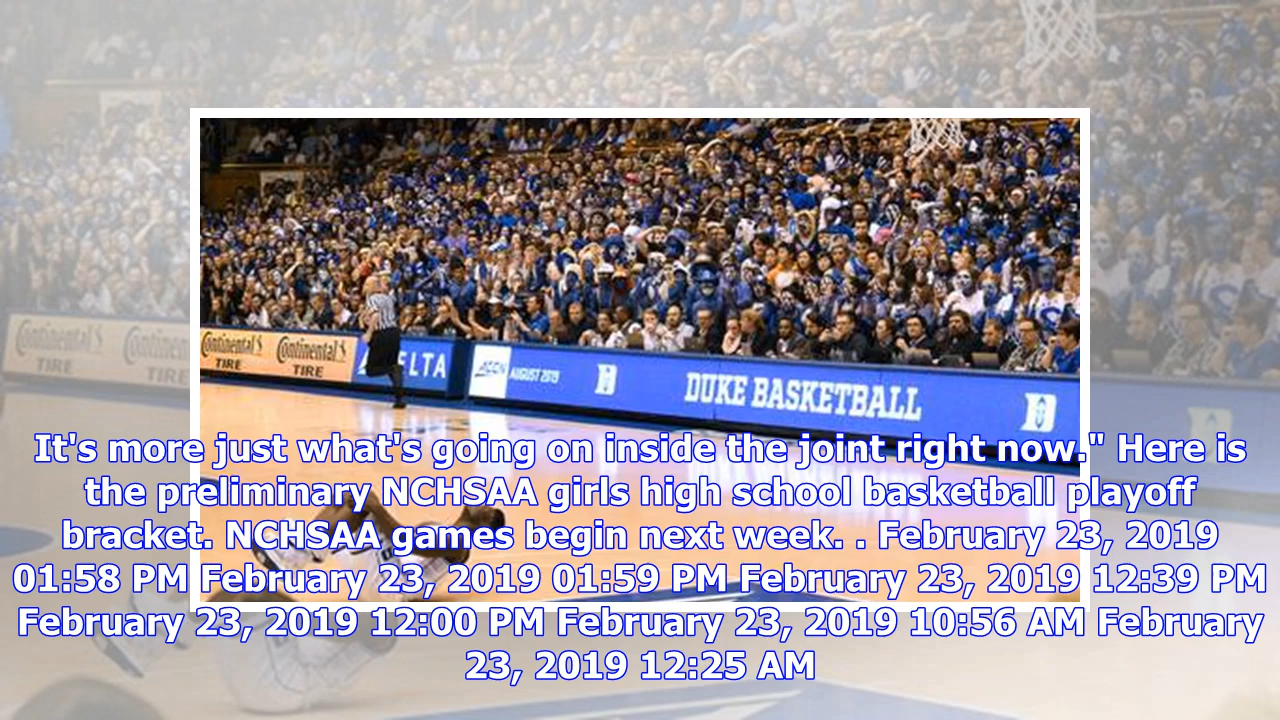 Continental
TIRE
Continental
TIRE
DELTA
ACCN AUGUST 2019
D
DUKE BASKETBALL
D
It's more just what's going on inside the joint right now." Here is
the preliminary NCHSAA girls high school basketball playoff
bracket. NCHSAA games begin next week. . February 23, 2019
01:58 PM February 23, 2019 01:59 PM February 23, 2019 12:39 PM
February 23, 2019 12:00 PM February 23, 2019 10:56 AM February
23, 2019 12:25 AM